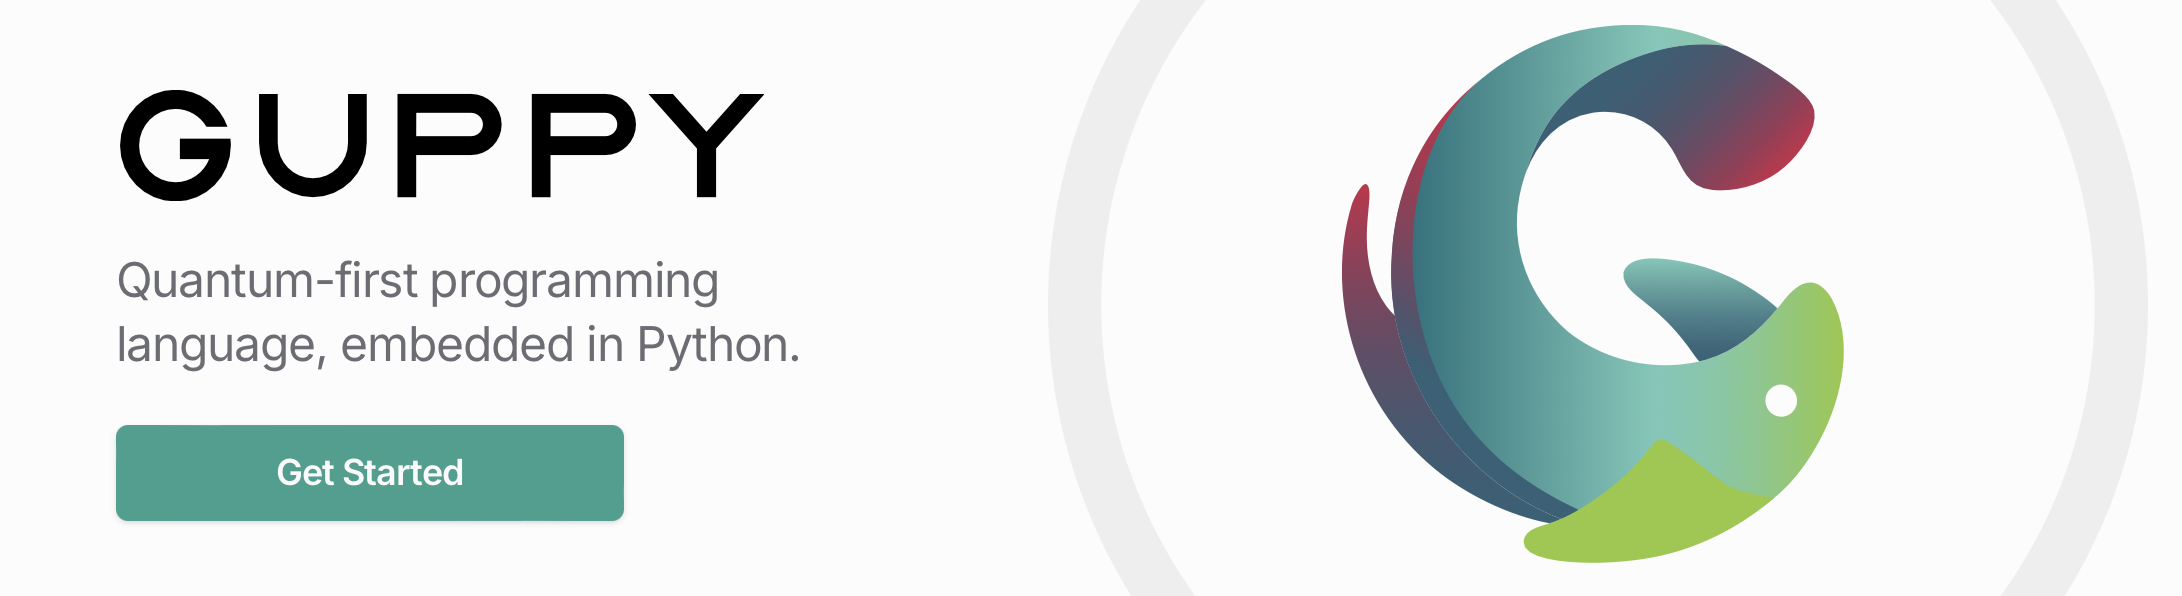 GUPPY
Quantum-first programming
language, embedded in Python.
Get Started